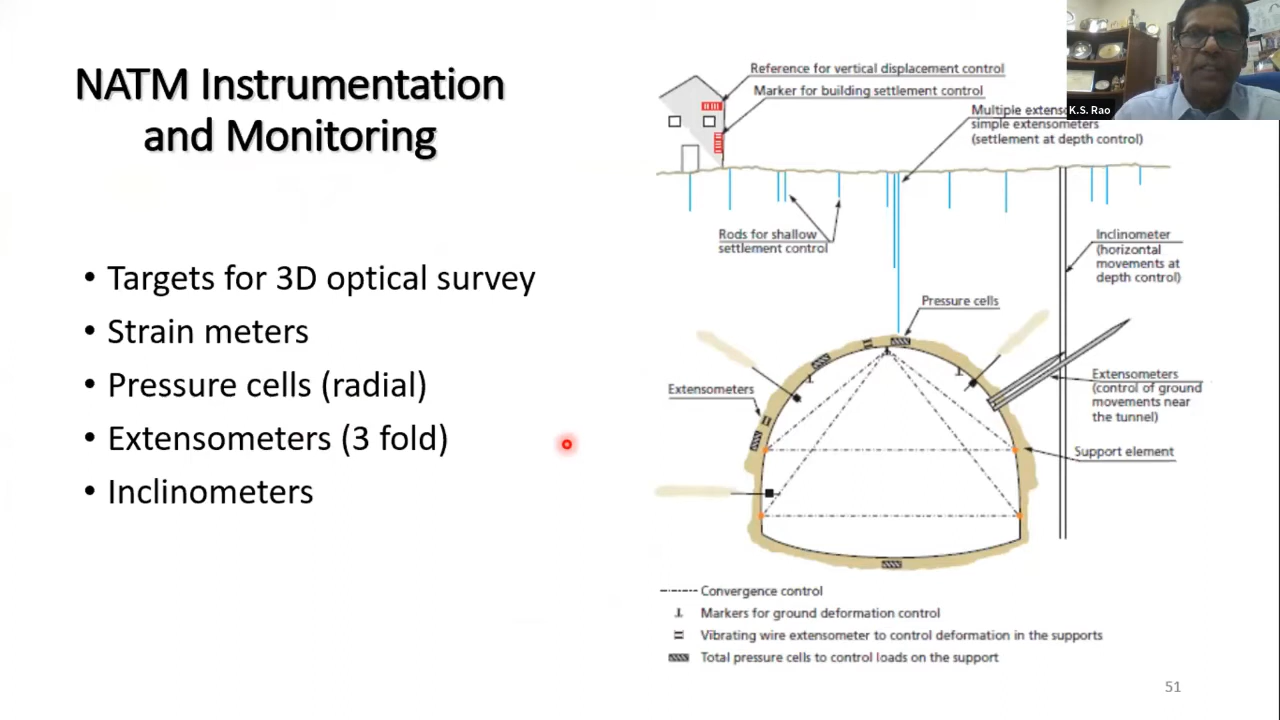 NATM Instrumentation
and Monitoring
• Targets for 3D optical survey
• Strain meters
• Pressure cells (radial)
• Extensometers (3 fold)
• Inclinometers
Reference for vertical displacement control
Marker for building settlement control
Multiple extens
simple extensometers
(settlement at depth control)
K.S. Rao
Rods for shallow
settlement control
Inclinometer
(horizontal
movements at
depth control)
Pressure cells
Extensometers
Extensometers
(control of ground
movements near
the tunnel)
Support element
Convergence control
Markers for ground deformation control
Vibrating wire extensometer to control deformation in the supports
Total pressure cells to control loads on the support
51